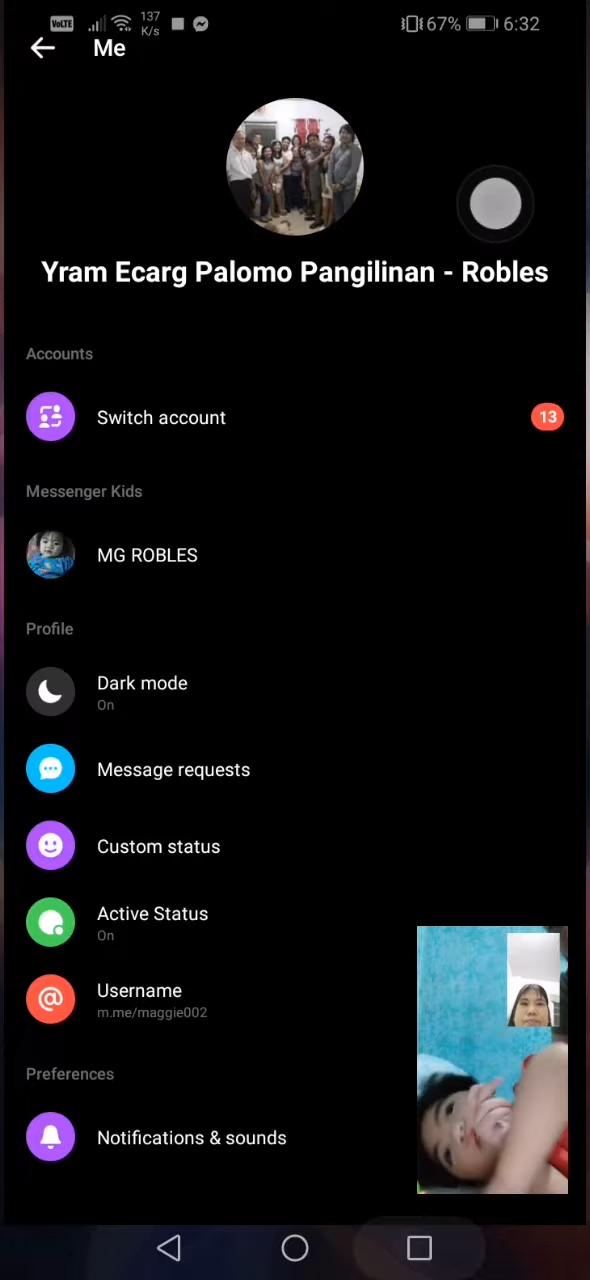 VoLTE 137 K/s 67% 6:32
Me
Yram Ecarg Palomo Pangilinan - Robles
Accounts
Switch account 13
Messenger Kids
MG ROBLES
Profile
Dark mode
On
Message requests
Custom status
Active Status
On
Username
m.me/maggie002
Preferences
Notifications & sounds